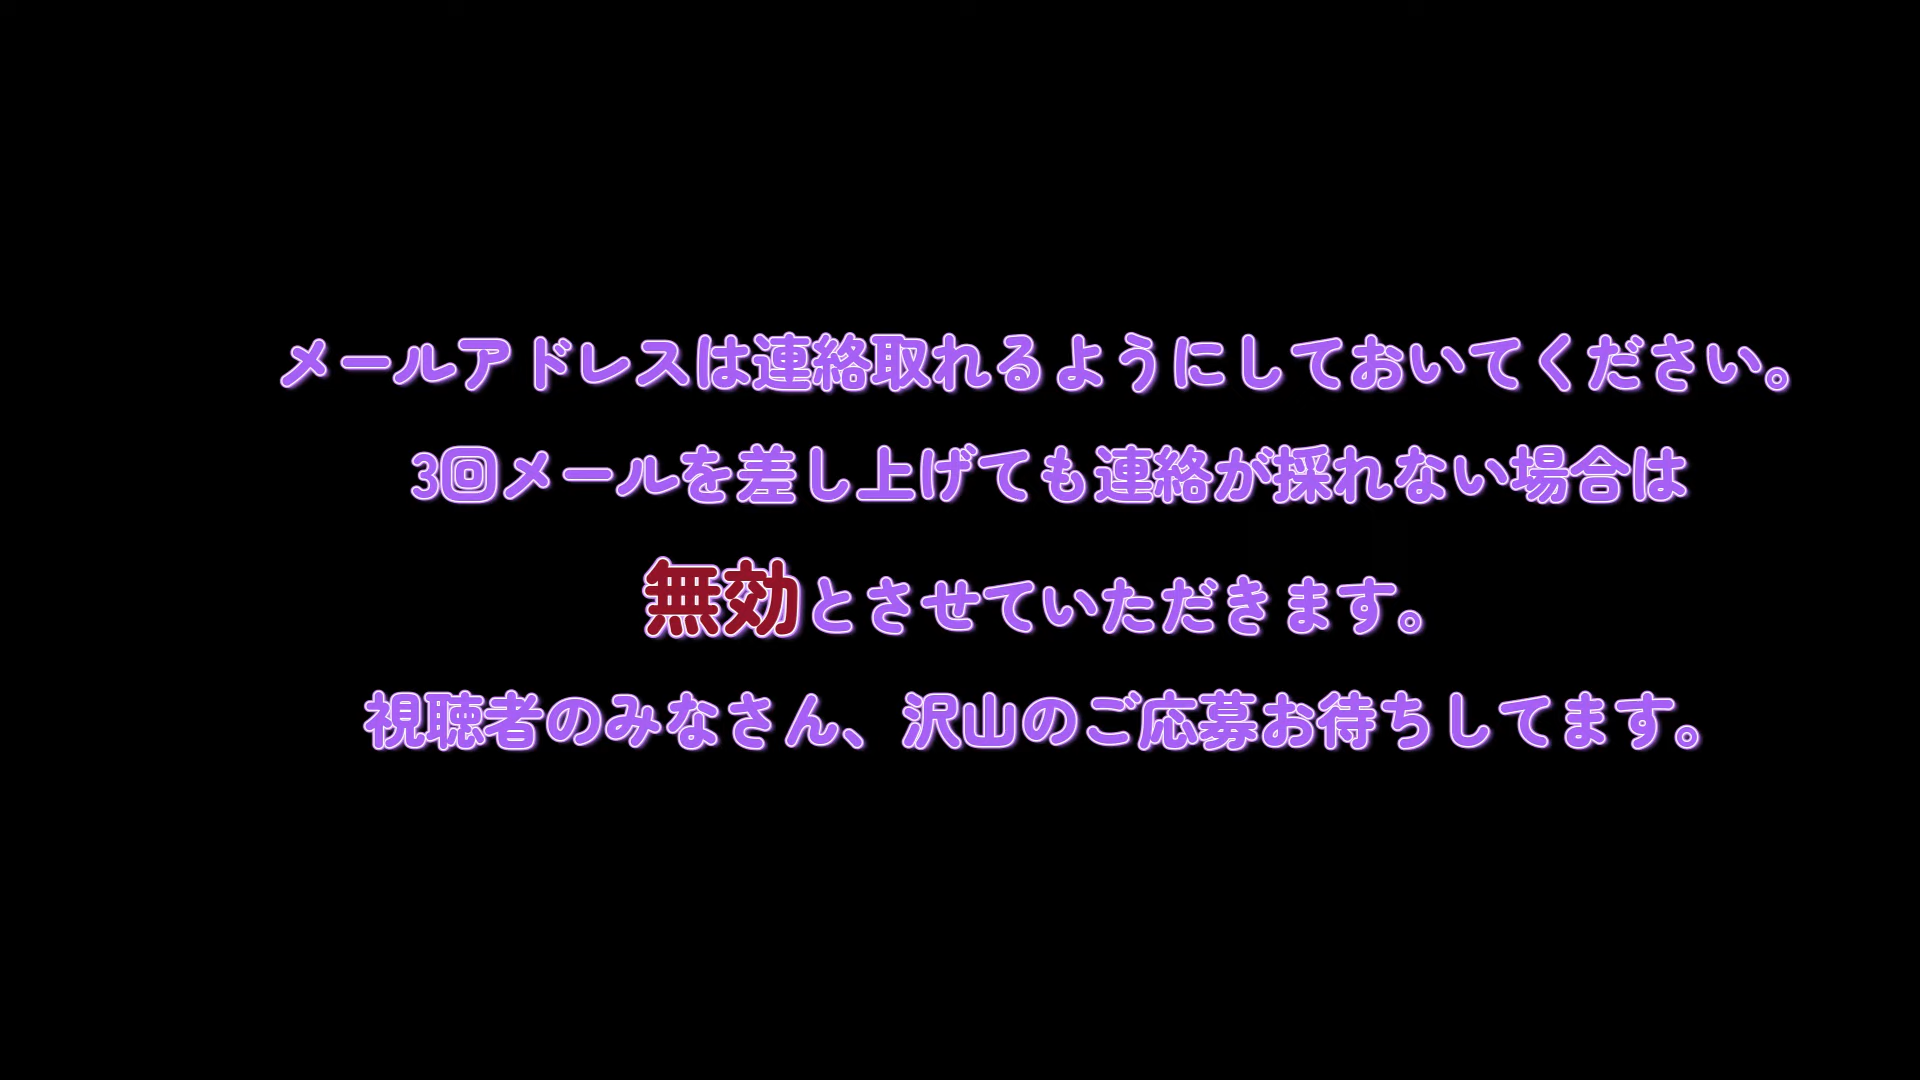 メールアドレスは連絡取れるようにしておいてください。
3回メールを差し上げても連絡が採れない場合は
無効とさせていただきます。
視聴者のみなさん、沢山のご応募お待ちしてます。